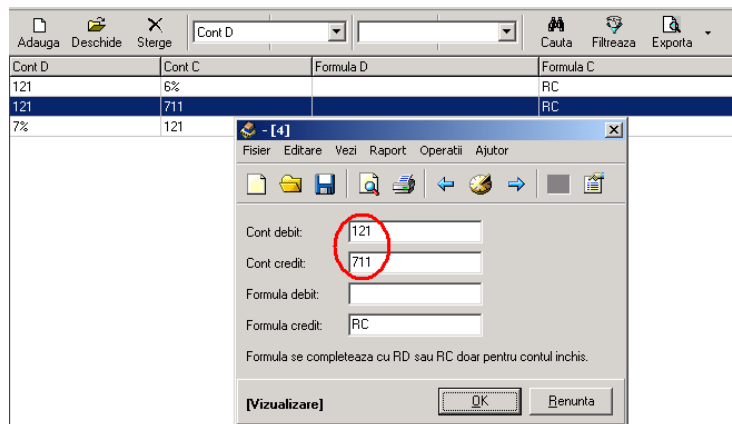 Adauga Deschide Sterge Cont D Cauta Filtreaza Exporta
Cont D Cont C Formula D Formula C
121 6% RC
121 711 RC
7% 121
- [4]
Fisier Editare Vezi Raport Operatii Ajutor
Cont debit: 121
Cont credit: 711
Formula debit:
Formula credit: RC
Formula se completeaza cu RD sau RC doar pentru contul inchis.
[Vizualizare] OK Renunta